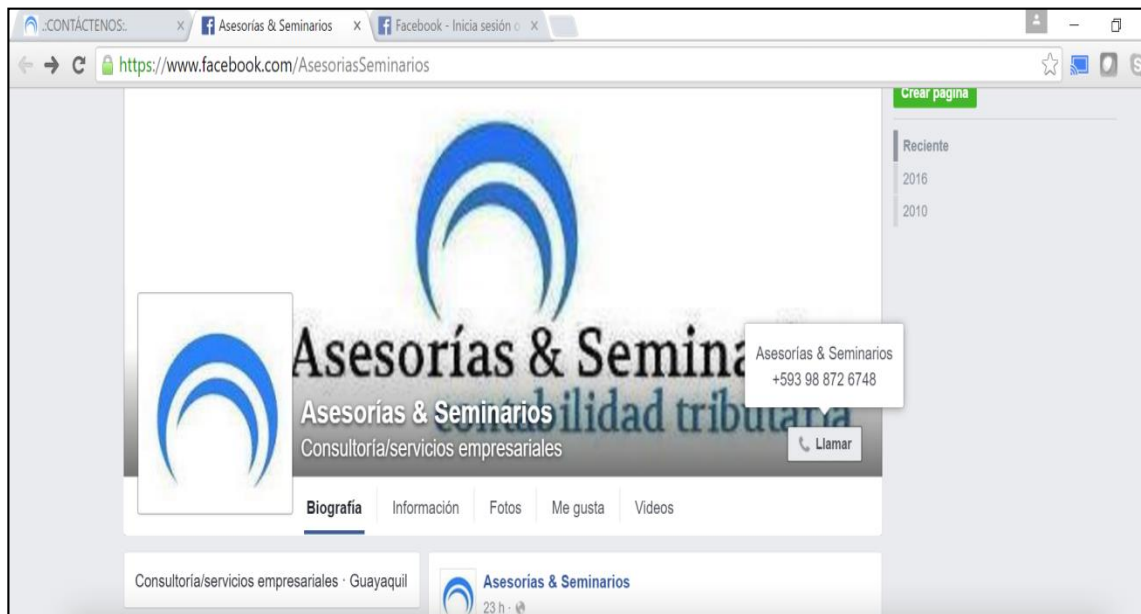 .:CONTÁCTENOS:.
Asesorías & Seminarios
Facebook - Inicia sesión o
https://www.facebook.com/AsesoriasSeminarios
Crear página
Reciente
2016
2010
Asesorías & Semina
contabilidad tributaria
Asesorías & Seminarios
+593 98 872 6748
Asesorías & Seminarios
Consultoría/servicios empresariales
Llamar
Biografía
Información
Fotos
Me gusta
Videos
Consultoría/servicios empresariales · Guayaquil
Asesorías & Seminarios
23 h ·